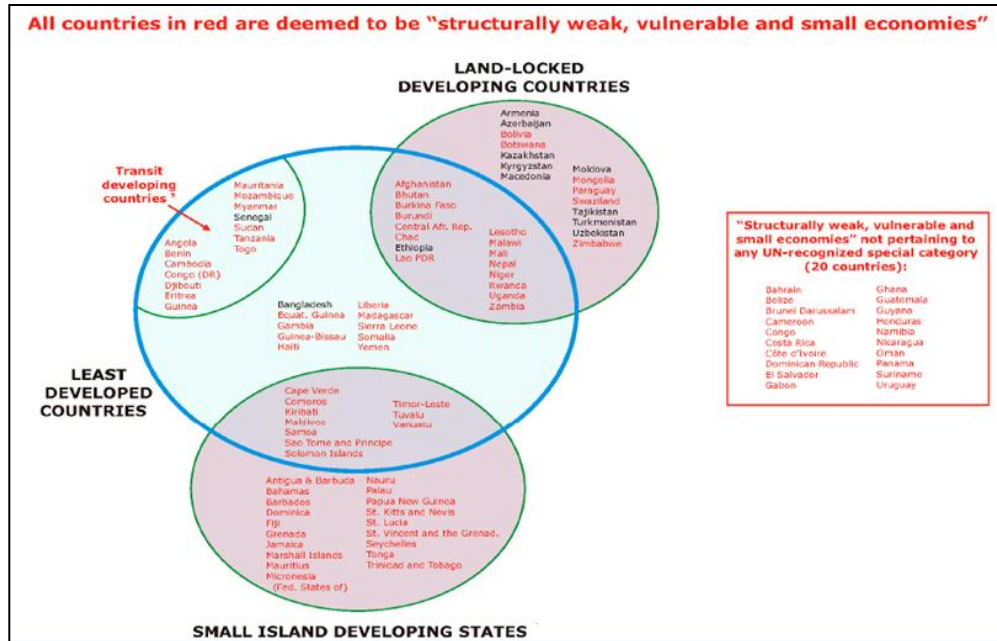 All countries in red are deemed to be "structurally weak, vulnerable and small economies"
LAND-LOCKED
DEVELOPING COUNTRIES
Armenia
Azerbaijan
Bolivia
Botswana
Kazakhstan
Kyrgyzstan
Macedonia
Moldova
Mongolia
Paraguay
Swaziland
Tajikistan
Turkmenistan
Uzbekistan
Zimbabwe
Transit
developing
countries
Mauritania
Mozambique
Myanmar
Senegal
Sudan
Tanzania
Togo
Angola
Benin
Cambodia
Congo (DR)
Djibouti
Eritrea
Guinea
Afghanistan
Bhutan
Burkina Faso
Burundi
Central Afr. Rep.
Chad
Ethiopia
Lao PDR
Lesotho
Malawi
Mali
Nepal
Niger
Rwanda
Uganda
Zambia
Bangladesh
Equat. Guinea
Gambia
Guinea-Bissau
Haiti
Liberia
Madagascar
Sierra Leone
Somalia
Yemen
LEAST
DEVELOPED
COUNTRIES
Cape Verde
Comoros
Kiribati
Maldives
Samoa
Sao Tome and Principe
Solomon Islands
Timor-Leste
Tuvalu
Vanuatu
Antigua & Barbuda
Bahamas
Barbados
Dominica
Fiji
Grenada
Jamaica
Marshall Islands
Mauritius
Micronesia
(Fed. States of)
Nauru
Palau
Papua New Guinea
St. Kitts and Nevis
St. Lucia
St. Vincent and the Grenad.
Seychelles
Tonga
Trinidad and Tobago
SMALL ISLAND DEVELOPING STATES
"Structurally weak, vulnerable and
small economies" not pertaining to
any UN-recognized special category
(20 countries):
Bahrain
Belize
Brunei Darussalam
Cameroon
Congo
Costa Rica
Côte d'Ivoire
Dominican Republic
El Salvador
Gabon
Ghana
Guatemala
Guyana
Honduras
Namibia
Nicaragua
Oman
Panama
Suriname
Uruguay